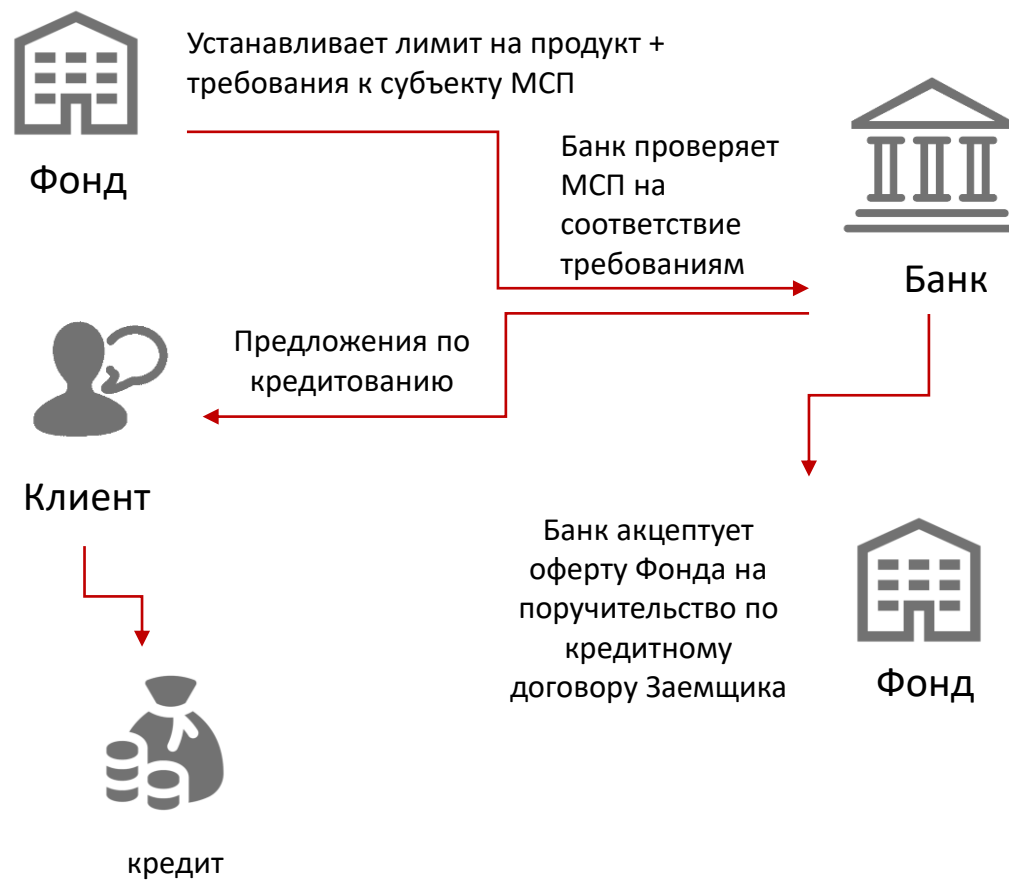 Устанавливает лимит на продукт +
требования к субъекту МСП
Фонд
Банк проверяет
МСП на
соответствие
требованиям
Банк
Предложения по
кредитованию
Клиент
Банк акцептует
оферту Фонда на
поручительство по
кредитному
договору Заемщика
Фонд
кредит